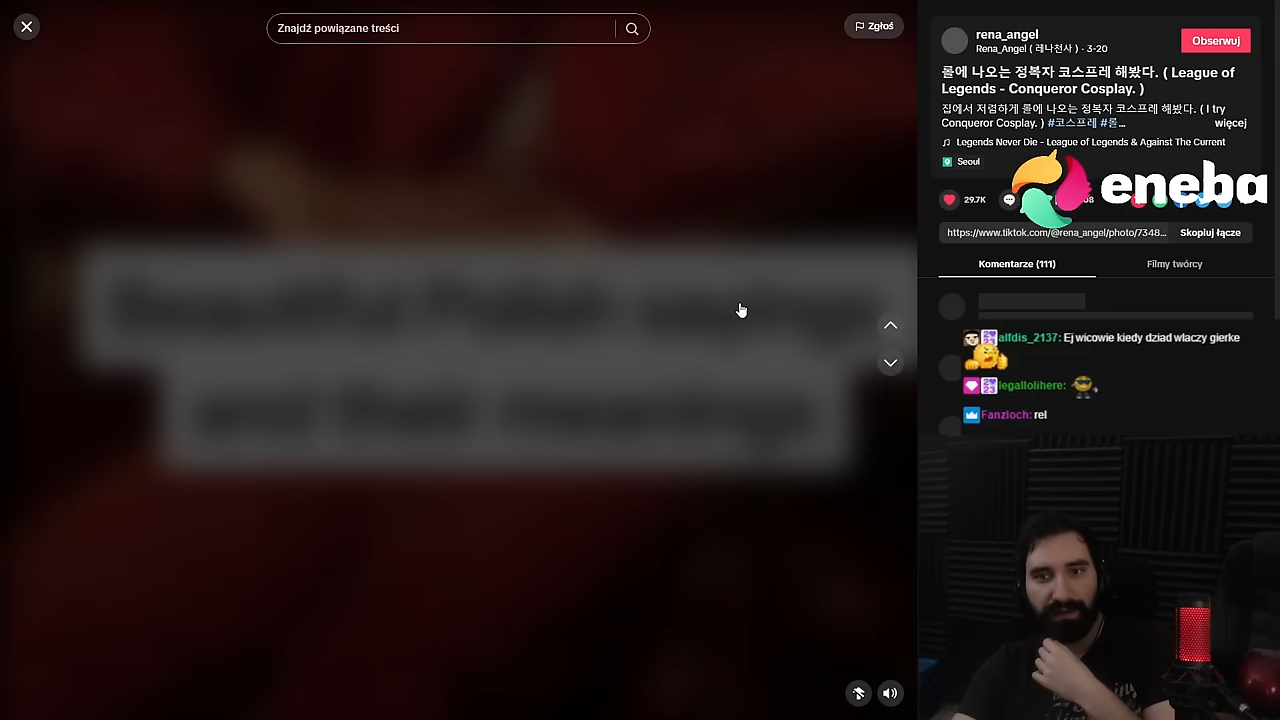 Znajdź powiązane treści
Zgłoś
rena_angel
Rena_Angel ( 레나천사 ) · 3-20
Obserwuj
롤에 나오는 정복자 코스프레 해봤다. ( League of
Legends - Conqueror Cosplay. )
집에서 저렴하게 롤에 나오는 정복자 코스프레 해봤다. ( I try
Conqueror Cosplay. ) #코스프레 #롤...
więcej
Legends Never Die - League of Legends & Against The Current
Seoul
eneba
29.7K
https://www.tiktok.com/@rena_angel/photo/7348...
Skopiuj łącze
Komentarze (111)
Filmy twórcy
alfdis_2137: Ej wicowie kiedy dziad wlaczy gierke
legallolihere:
Fanzloch: rel